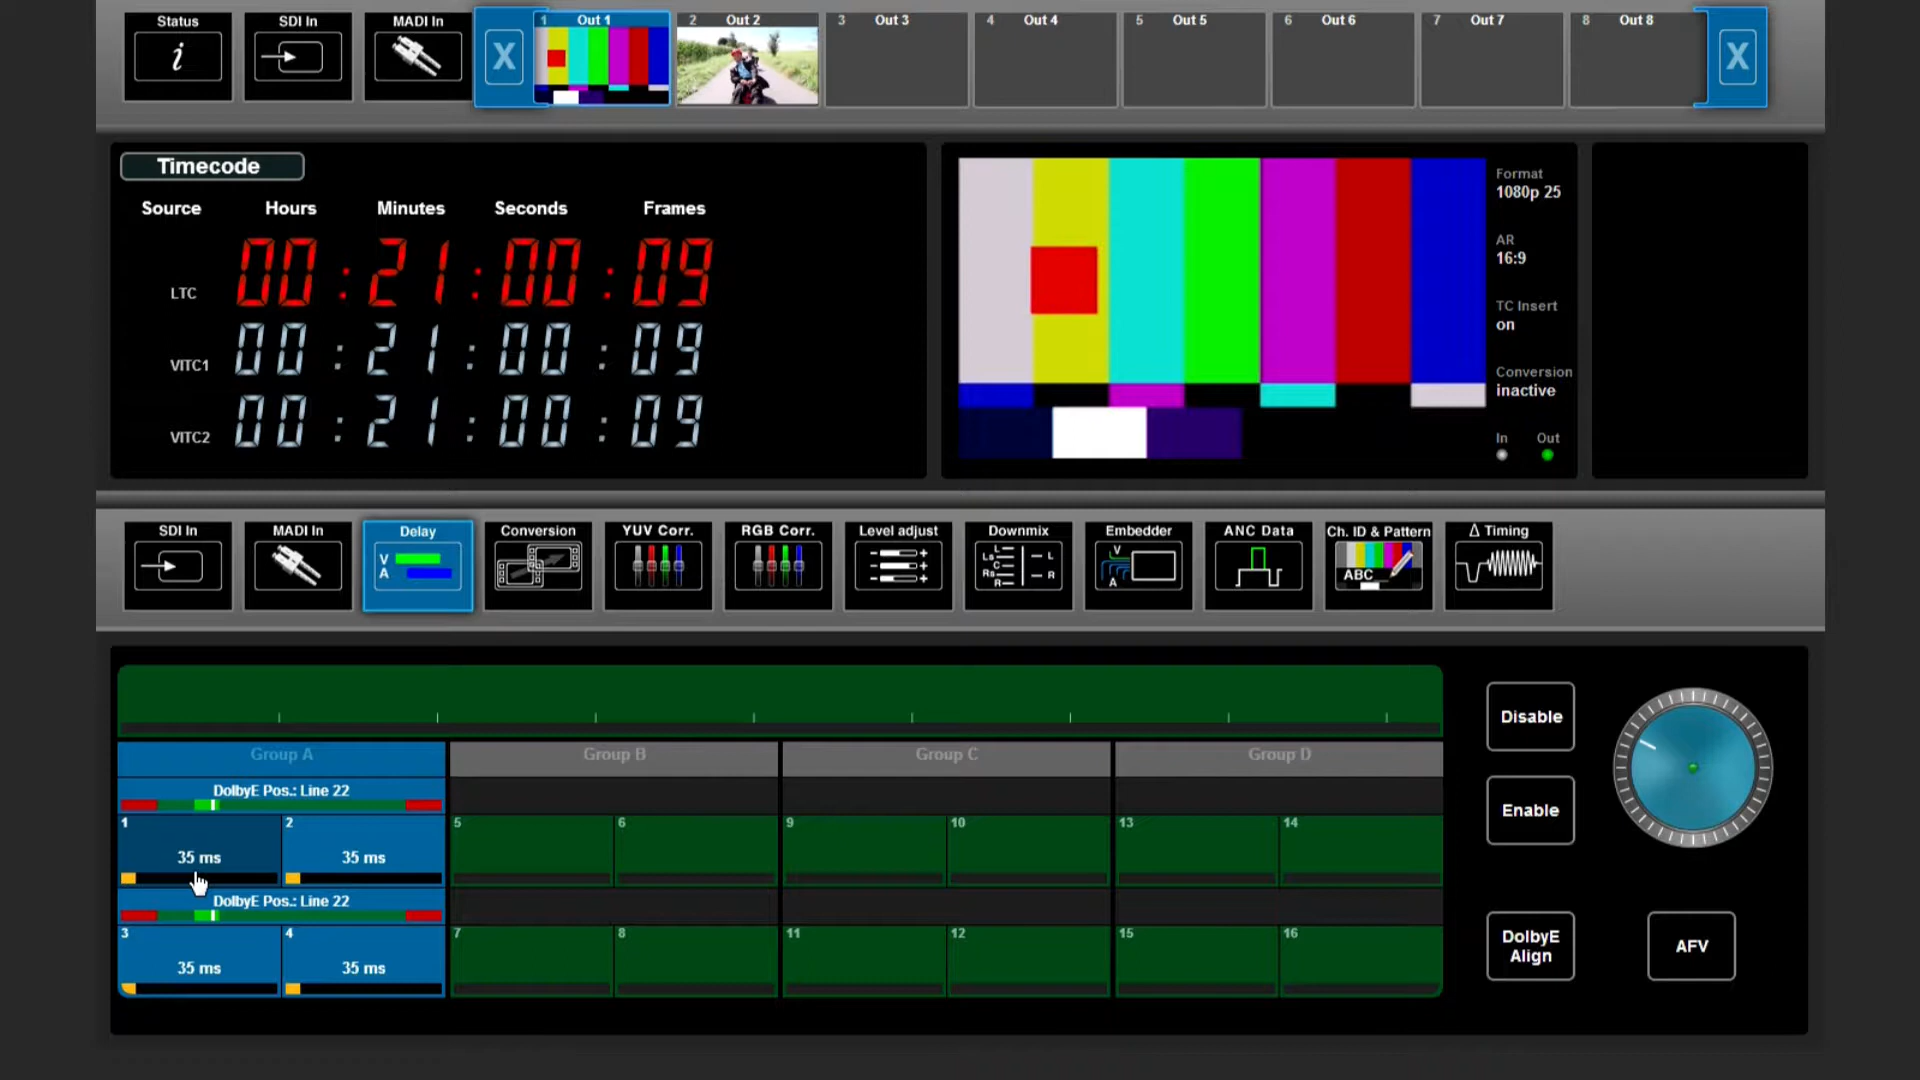 Status
SDI In
MADI In
X
1 Out 1
2 Out 2
3 Out 3
4 Out 4
5 Out 5
6 Out 6
7 Out 7
8 Out 8
X
Timecode
Source Hours Minutes Seconds Frames
LTC 00 : 21 : 00 : 09
VITC1 00 : 21 : 00 : 09
VITC2 00 : 21 : 00 : 09
Format
1080p 25
AR
16:9
TC Insert
on
Conversion
inactive
In Out
SDI In
MADI In
Delay
V
A
Conversion
YUV Corr.
RGB Corr.
Level adjust
Downmix
L
Ls
C
Rs
R
L
R
Embedder
V
A
ANC Data
Ch. ID & Pattern
ABC
Δ Timing
Group A Group B Group C Group D
DolbyE Pos.: Line 22
1 2 5 6 9 10 13 14
35 ms 35 ms
DolbyE Pos.: Line 22
3 4 7 8 11 12 15 16
35 ms 35 ms
Disable
Enable
DolbyE
Align
AFV